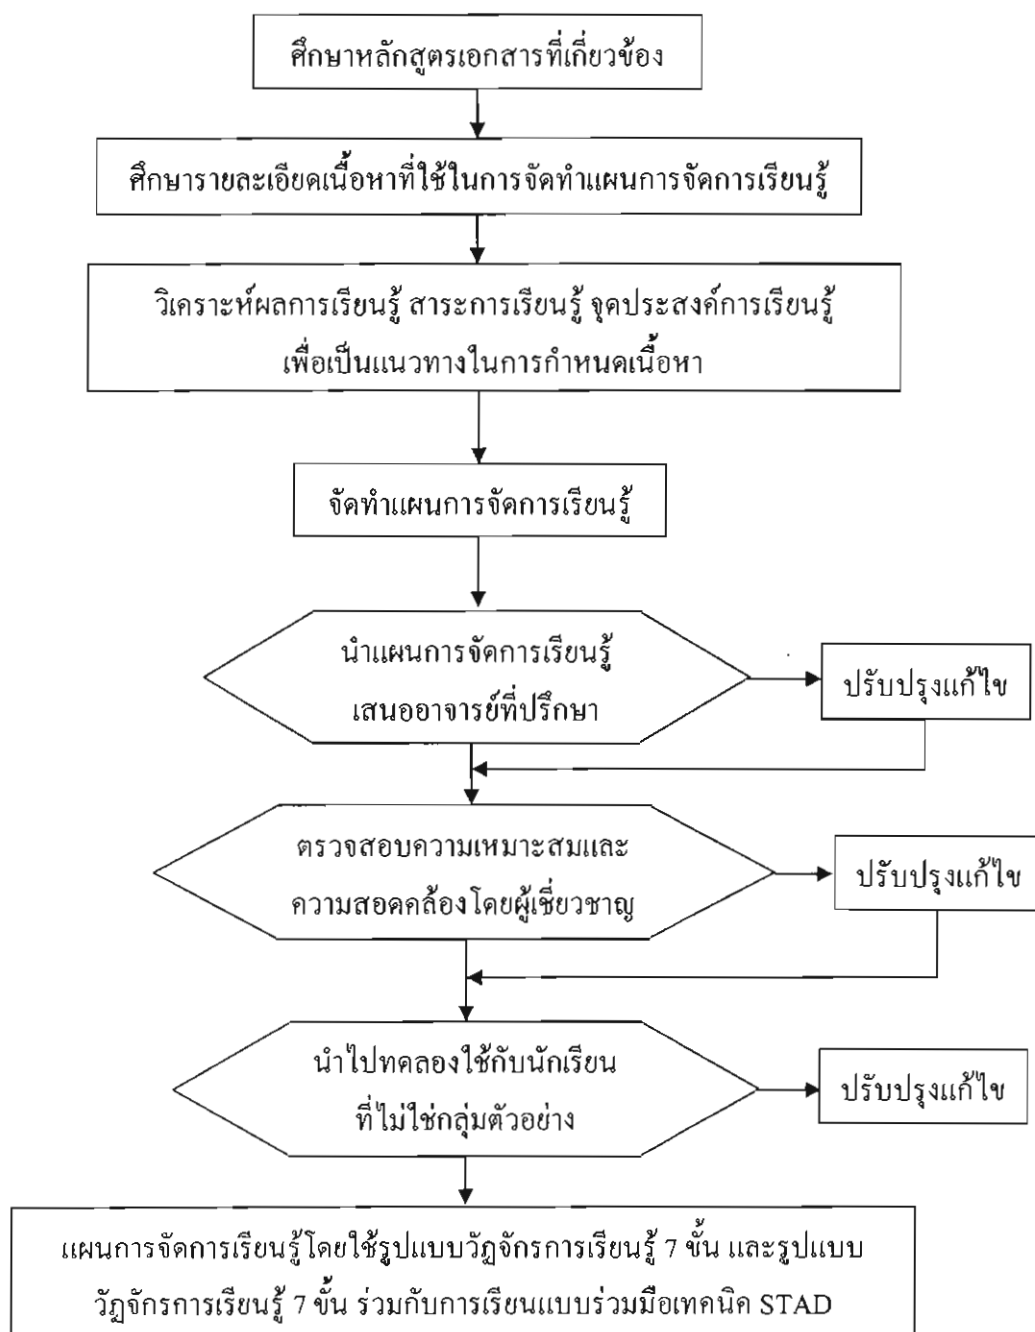 ศึกษาหลักสูตรเอกสารที่เกี่ยวข้อง
ศึกษารายละเอียดเนื้อหาที่ใช้ในการจัดทำแผนการจัดการเรียนรู้
วิเคราะห์ผลการเรียนรู้ สาระการเรียนรู้ จุดประสงค์การเรียนรู้
เพื่อเป็นแนวทางในการกำหนดเนื้อหา
จัดทำแผนการจัดการเรียนรู้
นำแผนการจัดการเรียนรู้
เสนออาจารย์ที่ปรึกษา
ปรับปรุงแก้ไข
ตรวจสอบความเหมาะสมและ
ความสอดคล้องโดยผู้เชี่ยวชาญ
ปรับปรุงแก้ไข
นำไปทดลองใช้กับนักเรียน
ที่ไม่ใช่กลุ่มตัวอย่าง
ปรับปรุงแก้ไข
แผนการจัดการเรียนรู้โดยใช้รูปแบบวัฏจักรการเรียนรู้ 7 ขั้น และรูปแบบ
วัฏจักรการเรียนรู้ 7 ขั้น ร่วมกับการเรียนแบบร่วมมือเทคนิค STAD